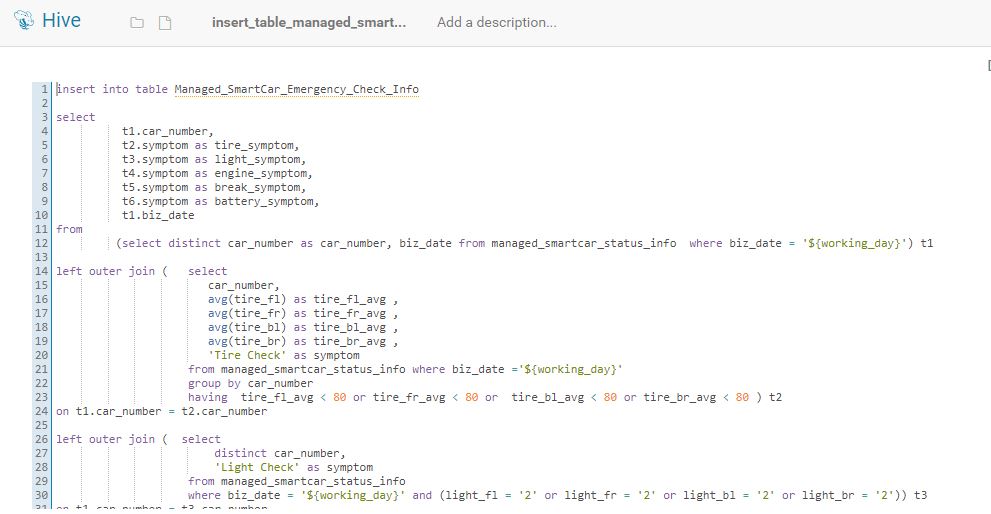 Hive
insert_table_managed_smart...
Add a description...
1 insert into table Managed_SmartCar_Emergency_Check_Info
2
3 select
4 t1.car_number,
5 t2.symptom as tire_symptom,
6 t3.symptom as light_symptom,
7 t4.symptom as engine_symptom,
8 t5.symptom as break_symptom,
9 t6.symptom as battery_symptom,
10 t1.biz_date
11 from
12 (select distinct car_number as car_number, biz_date from managed_smartcar_status_info where biz_date = '${working_day}') t1
13
14 left outer join ( select
15 car_number,
16 avg(tire_fl) as tire_fl_avg ,
17 avg(tire_fr) as tire_fr_avg ,
18 avg(tire_bl) as tire_bl_avg ,
19 avg(tire_br) as tire_br_avg ,
20 'Tire Check' as symptom
21 from managed_smartcar_status_info where biz_date ='${working_day}'
22 group by car_number
23 having tire_fl_avg < 80 or tire_fr_avg < 80 or tire_bl_avg < 80 or tire_br_avg < 80 ) t2
24 on t1.car_number = t2.car_number
25
26 left outer join ( select
27 distinct car_number,
28 'Light Check' as symptom
29 from managed_smartcar_status_info
30 where biz_date = '${working_day}' and (light_fl = '2' or light_fr = '2' or light_bl = '2' or light_br = '2')) t3
31 on t1.car_number = t3.car_number